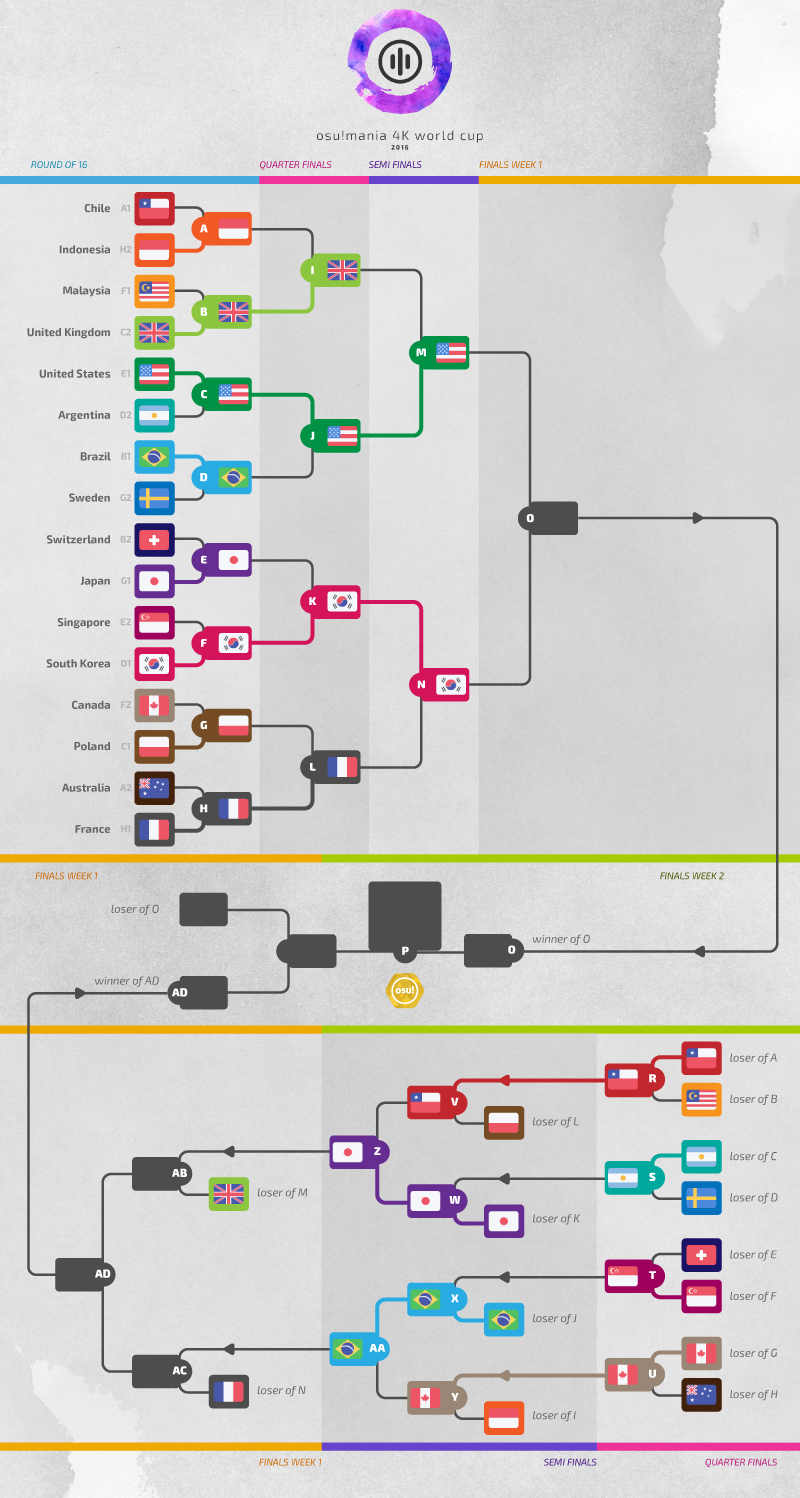 osu!mania 4K world cup
2016
ROUND OF 16 QUARTER FINALS SEMI FINALS FINALS WEEK 1
Chile A1
A
Indonesia H2
I
Malaysia F1
B
United Kingdom C2
M
United States E1
C
Argentina D2
J
Brazil B1
D
Sweden G2
O
Switzerland B2
E
Japan G1
K
Singapore E2
F
South Korea D1
N
Canada F2
G
Poland C1
L
Australia A2
H
France H1
FINALS WEEK 1 FINALS WEEK 2
loser of O
winner of O
P O
winner of AD
AD
osu!
loser of A
R
loser of B
V
loser of L
Z
loser of C
S
loser of D
AB
W
loser of M
loser of K
loser of E
T
loser of F
AD
X
loser of J
AA
loser of G
U
loser of H
AC
Y
loser of N
loser of I
FINALS WEEK 1 SEMI FINALS QUARTER FINALS